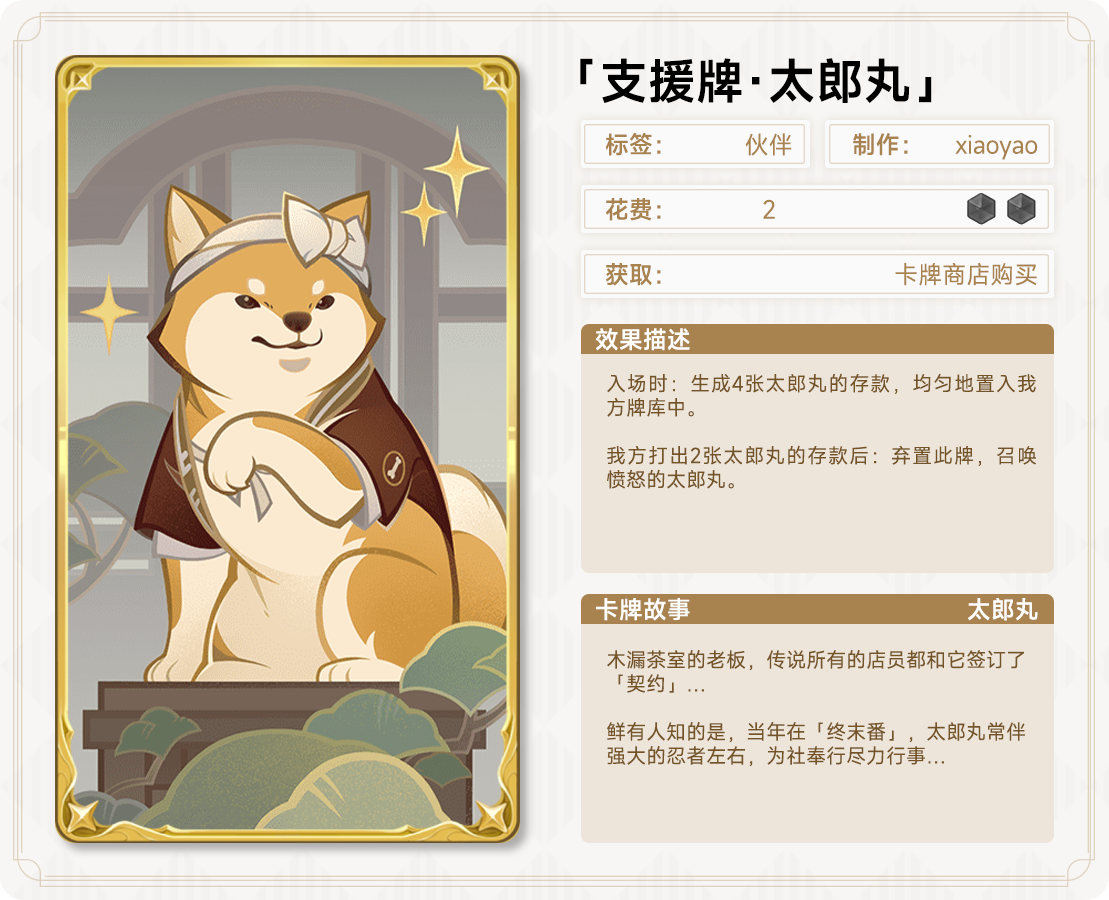 「支援牌·太郎丸」
标签： 伙伴 制作： xiaoyao
花费： 2
获取： 卡牌商店购买
效果描述
入场时：生成4张太郎丸的存款，均匀地置入我
方牌库中。
我方打出2张太郎丸的存款后：弃置此牌，召唤
愤怒的太郎丸。
卡牌故事 太郎丸
木漏茶室的老板，传说所有的店员都和它签订了
「契约」...
鲜有人知的是，当年在「终末番」，太郎丸常伴
强大的忍者左右，为社奉行尽力行事...